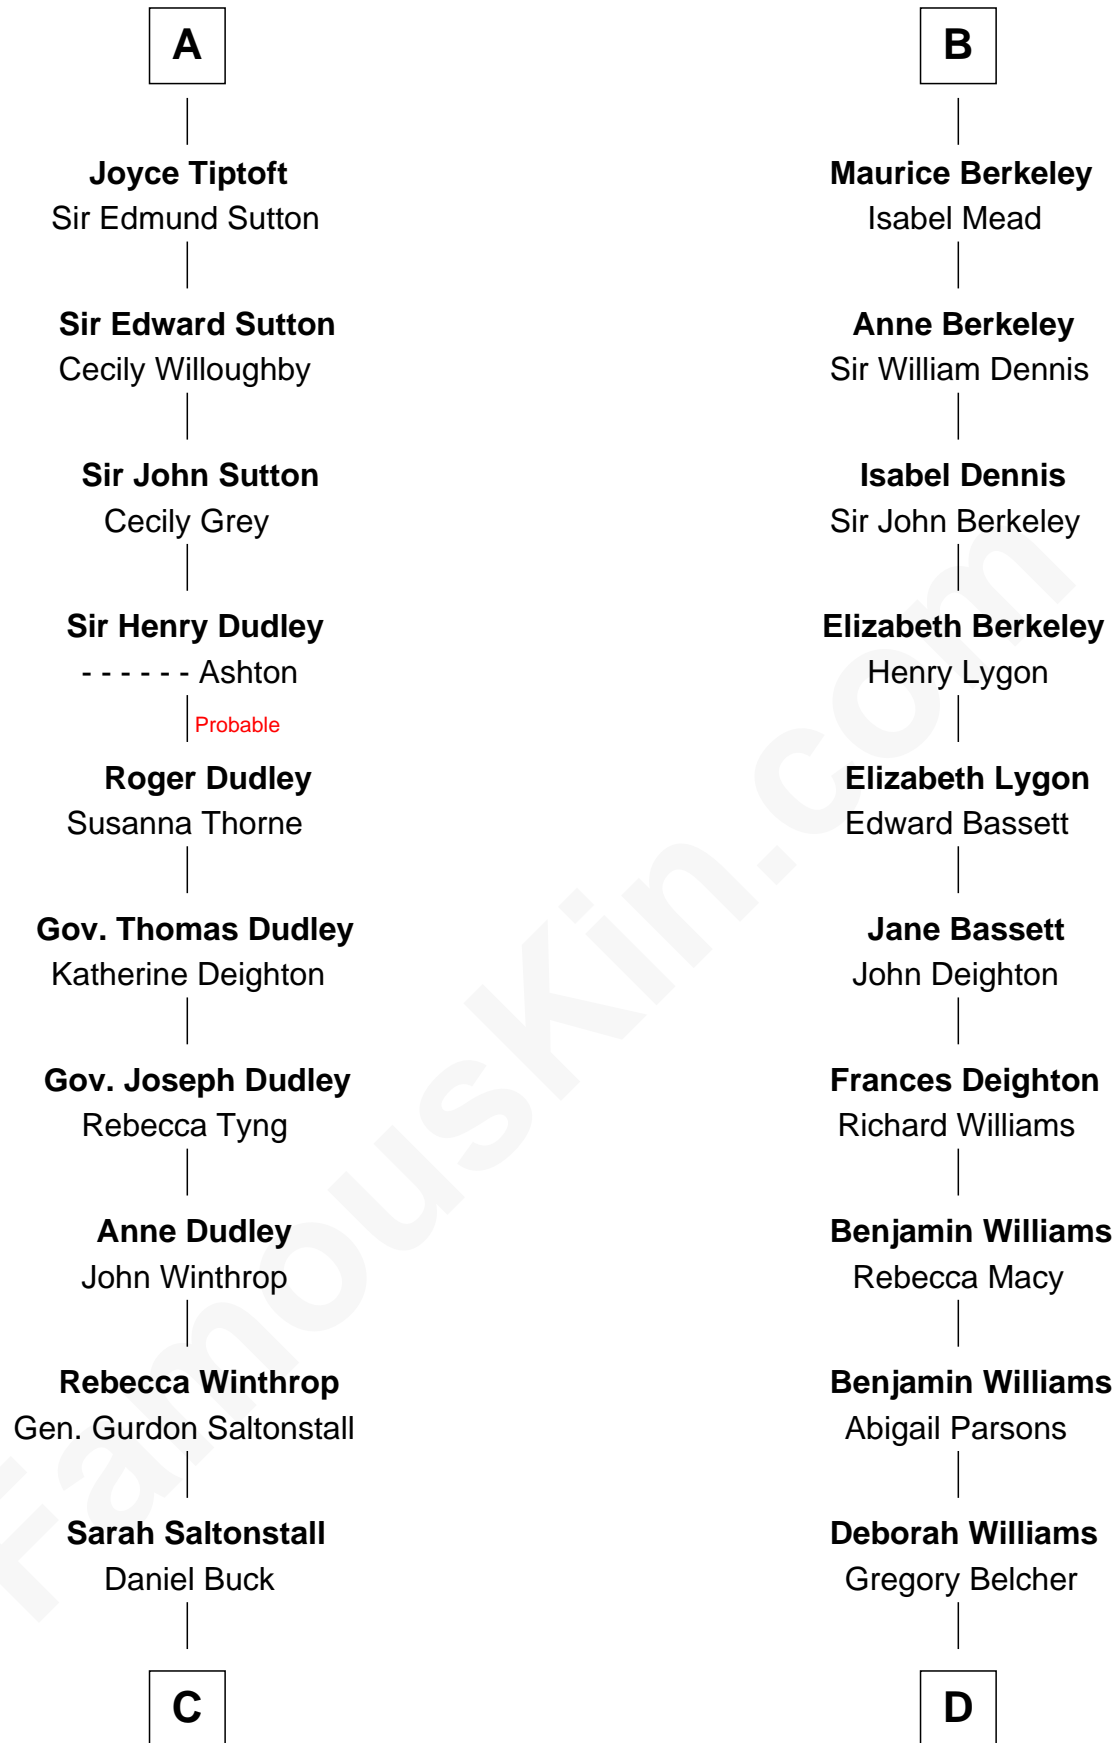 A
Joyce Tiptoft
Sir Edmund Sutton
Sir Edward Sutton
Cecily Willoughby
Sir John Sutton
Cecily Grey
Sir Henry Dudley
- - - - - - Ashton
Probable
Roger Dudley
Susanna Thorne
Gov. Thomas Dudley
Katherine Deighton
Gov. Joseph Dudley
Rebecca Tyng
Anne Dudley
John Winthrop
Rebecca Winthrop
Gen. Gurdon Saltonstall
Sarah Saltonstall
Daniel Buck
C
B
Maurice Berkeley
Isabel Mead
Anne Berkeley
Sir William Dennis
Isabel Dennis
Sir John Berkeley
Elizabeth Berkeley
Henry Lygon
Elizabeth Lygon
Edward Bassett
Jane Bassett
John Deighton
Frances Deighton
Richard Williams
Benjamin Williams
Rebecca Macy
Benjamin Williams
Abigail Parsons
Deborah Williams
Gregory Belcher
D
FamousKin.com